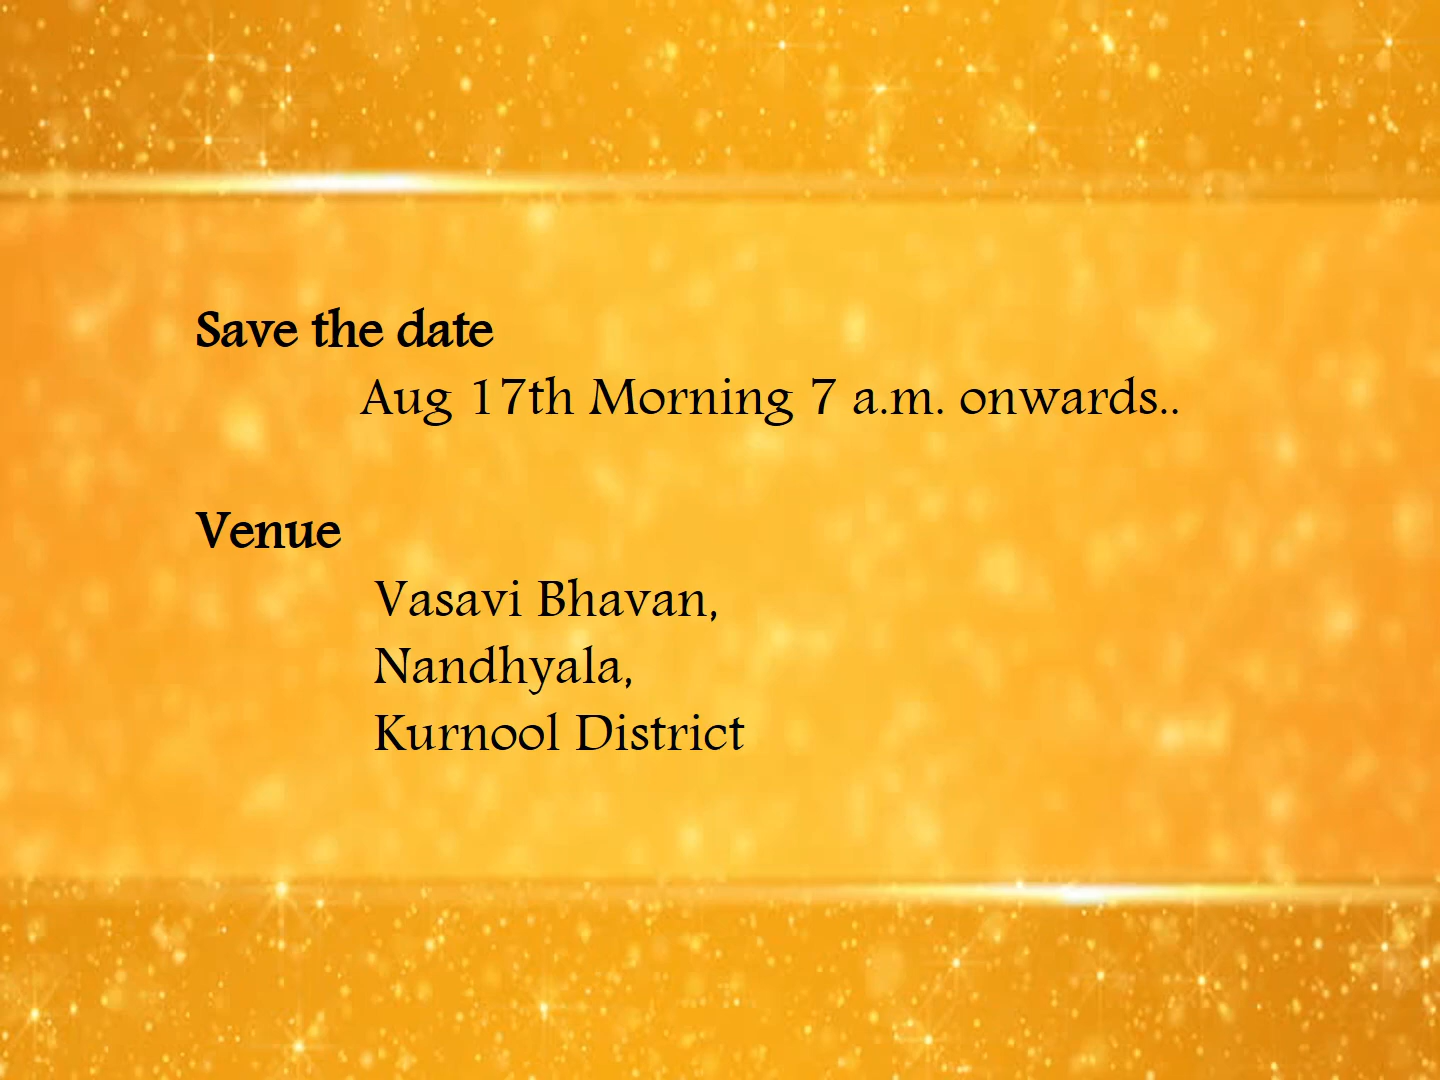 Save the date
Aug 17th Morning 7 a.m. onwards..
Venue
Vasavi Bhavan,
Nandhyala,
Kurnool District